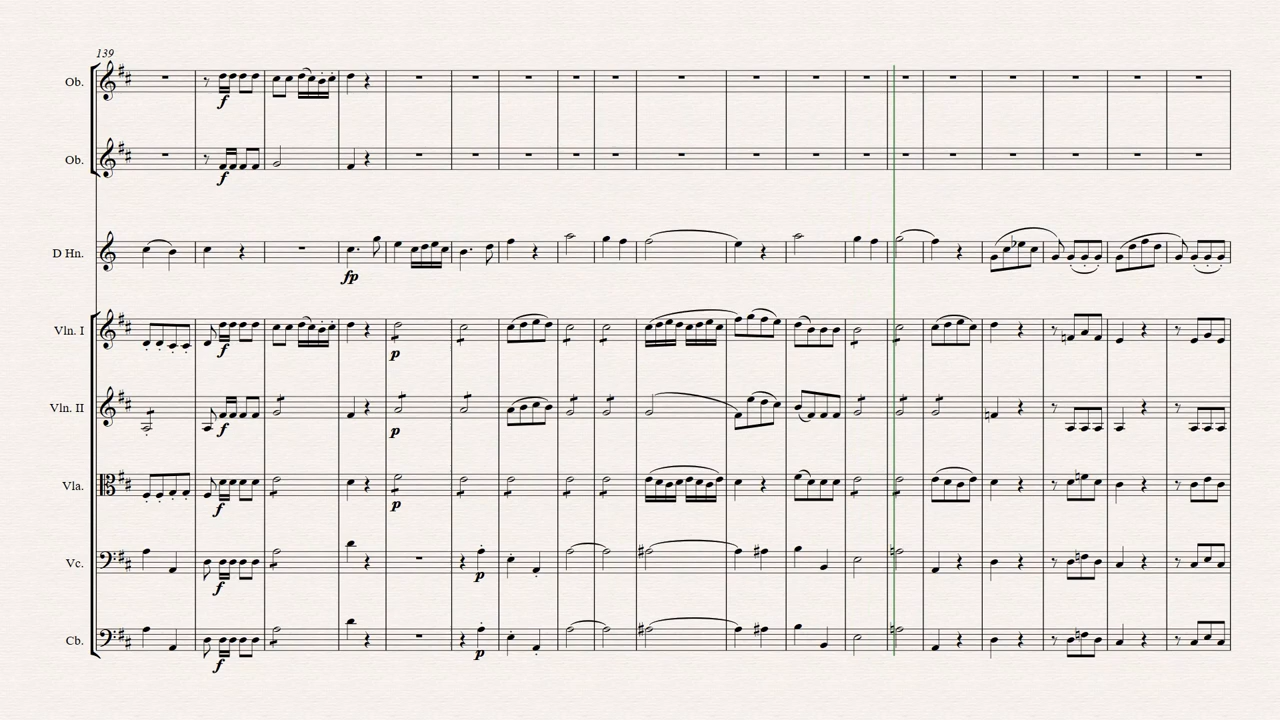 139
Ob.
f
Ob.
f
D Hn.
fp
Vln. I
f p
Vln. II
f p
Vla.
f p
Vc.
f p
Cb.
f p